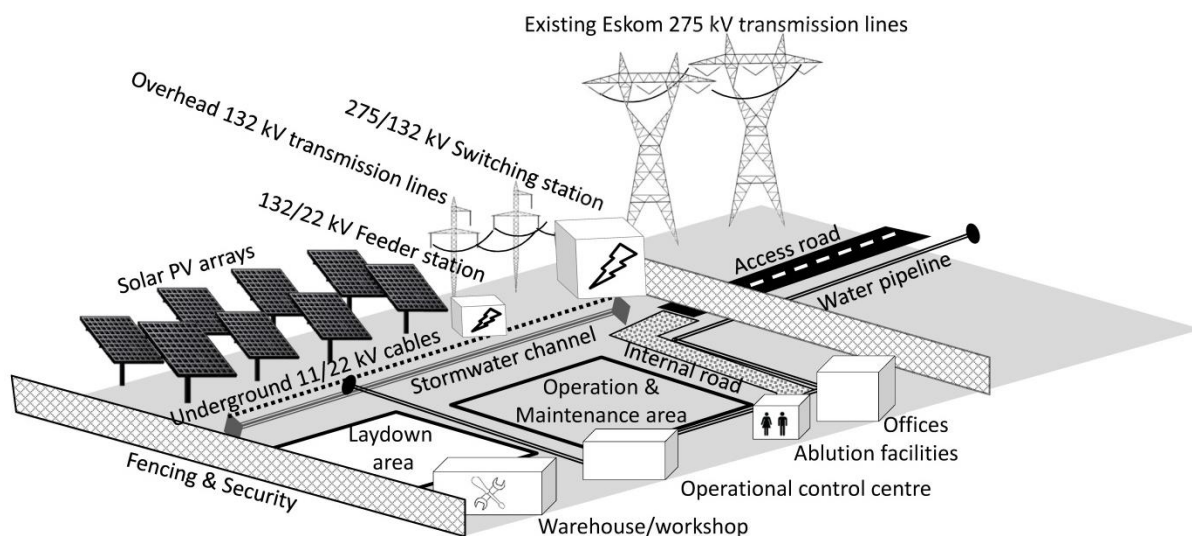 Existing Eskom 275 kV transmission lines
Overhead 132 kV transmission lines
275/132 kV Switching station
132/22 kV Feeder station
Solar PV arrays
Access road
Water pipeline
Underground 11/22 kV cables
Stormwater channel
Internal road
Operation &
Maintenance area
Laydown
area
Offices
Ablution facilities
Fencing & Security
Operational control centre
Warehouse/workshop